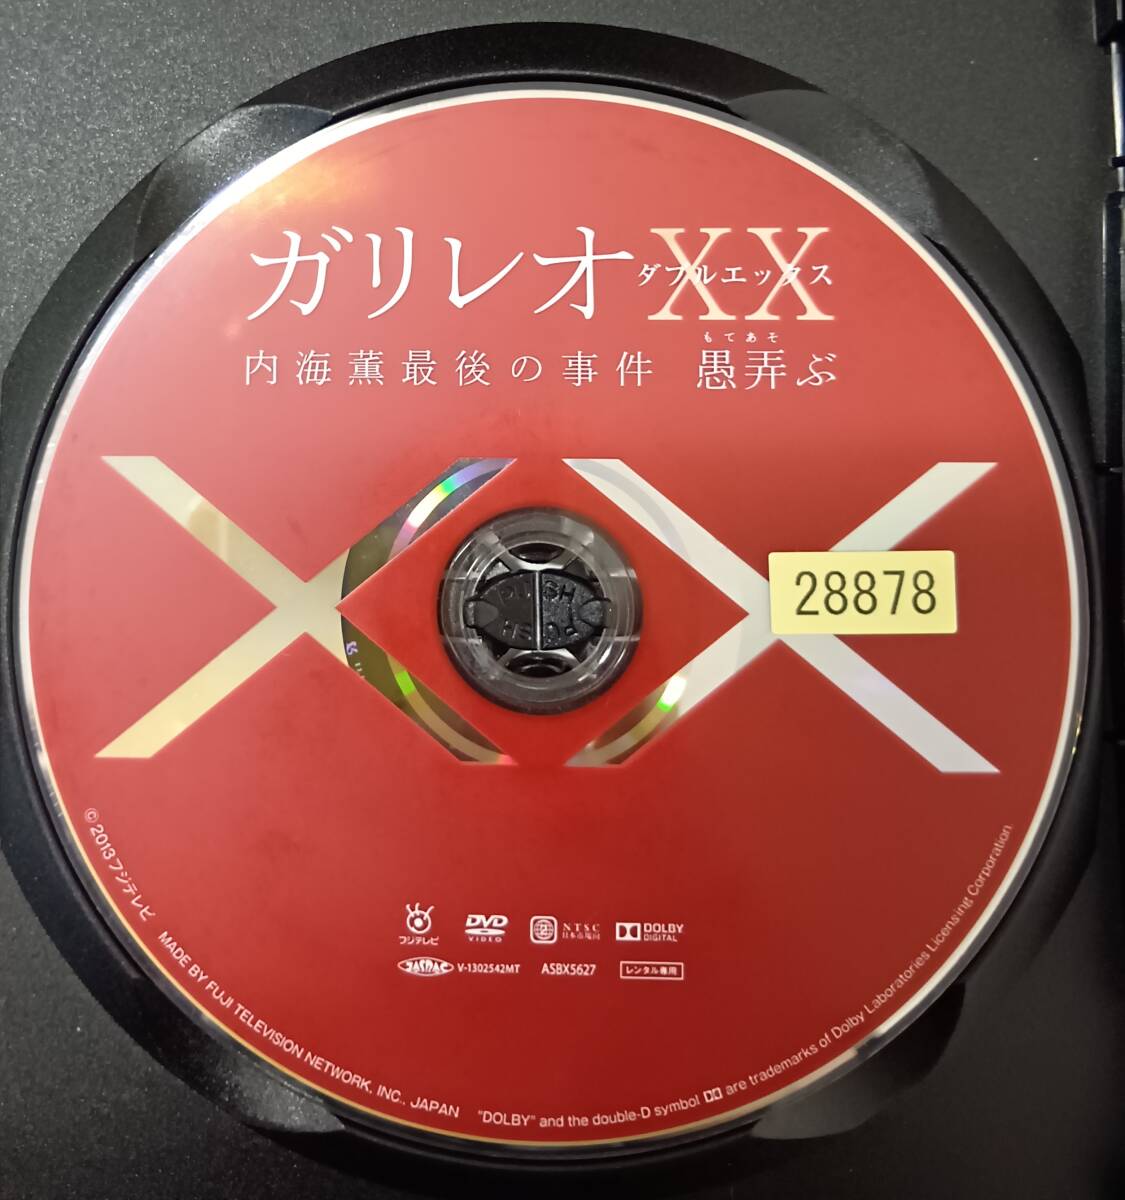 ガリレオXX
ダブルエックス
もてあそ
内海薫最後の事件 愚弄ぶ
28878
PUSH
PUSH
フジテレビ
DVD
VIDEO
2
NTSC
日本市場向
DOLBY
DIGITAL
JASRAC
V-1302542MT
ASBX5627
レンタル専用
© 2013 フジテレビ MADE BY FUJI TELEVISION NETWORK, INC., JAPAN "DOLBY" and the double-D symbol are trademarks of Dolby Laboratories Licensing Corporation.